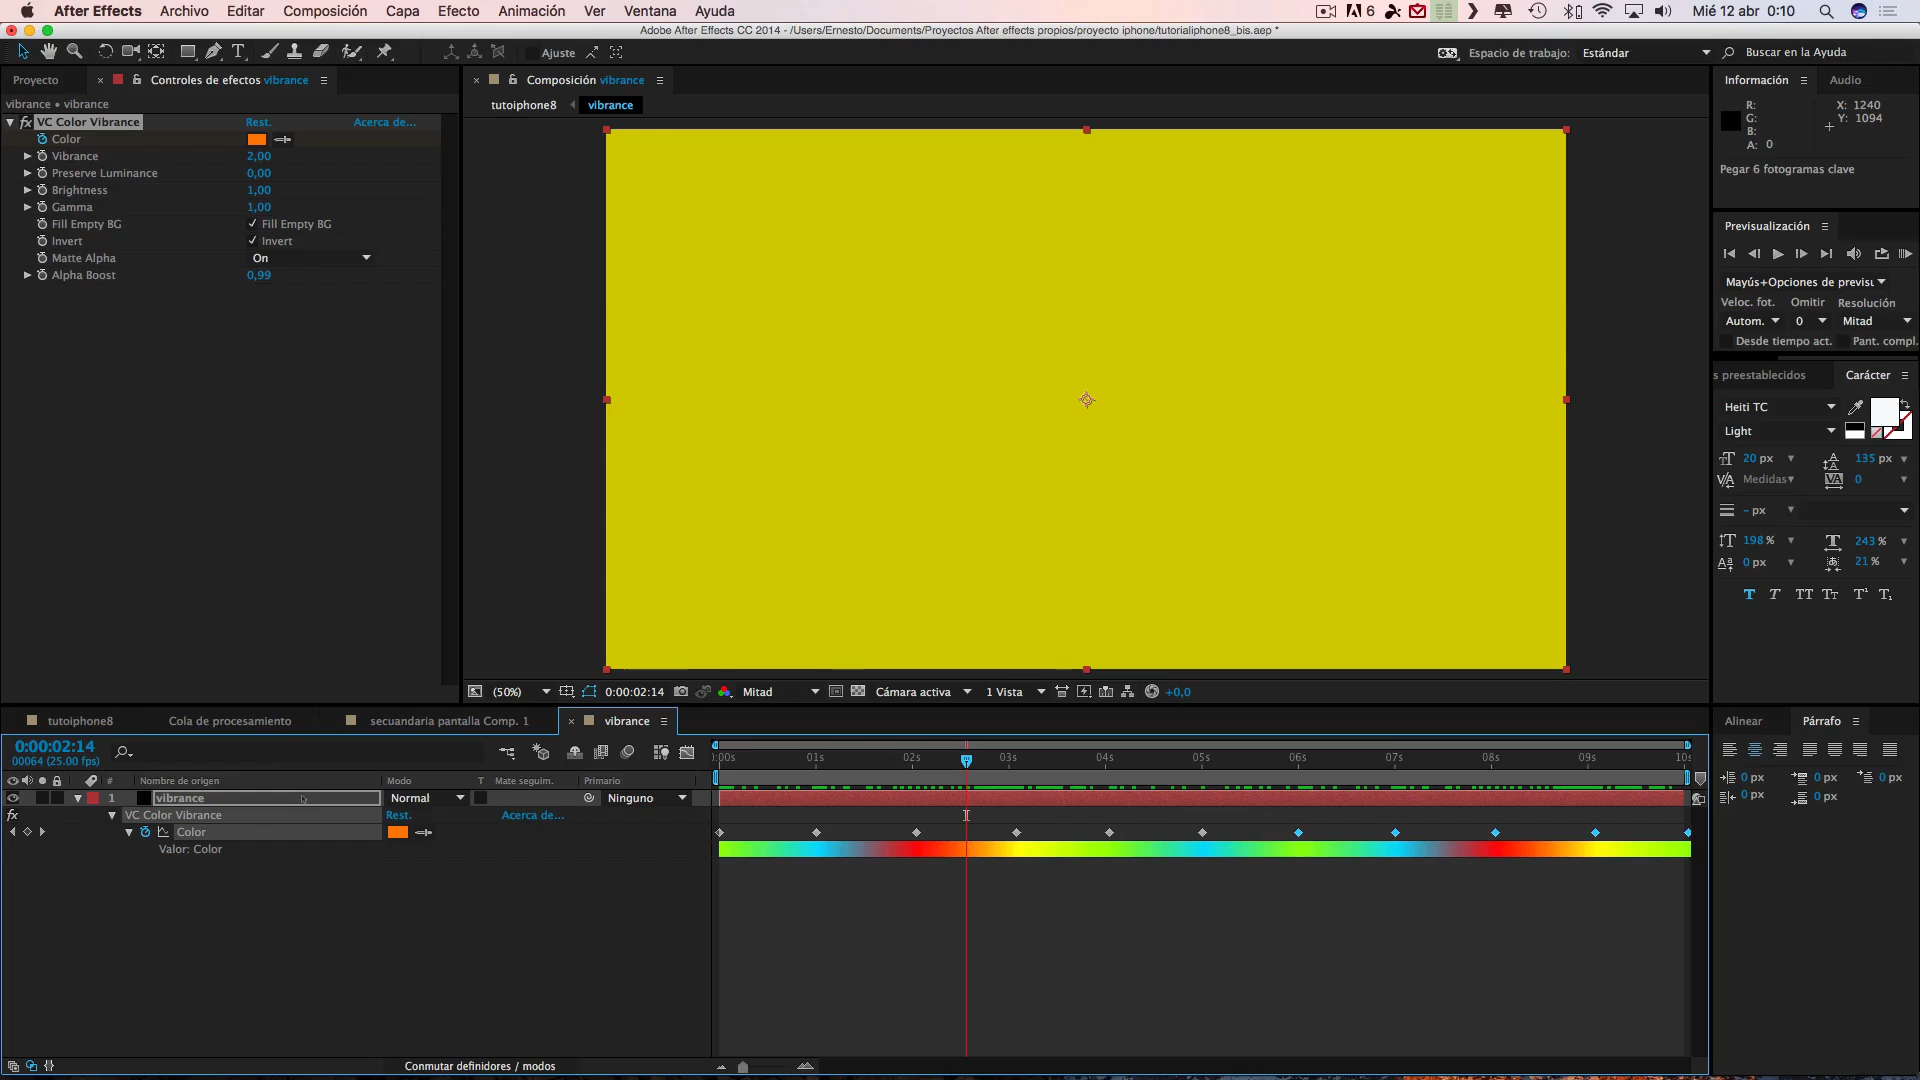 After Effects Archivo Editar Composición Capa Efecto Animación Ver Ventana Ayuda 6 Mié 12 abr 0:10
Adobe After Effects CC 2014 - /Users/Ernesto/Documents/Proyectos After effects propios/proyecto iphone/tutorialiphone8_bis.aep *
T Ajuste Espacio de trabajo: Estándar Buscar en la Ayuda
Proyecto × Controles de efectos vibrance
× Composición vibrance
Información Audio
vibrance • vibrance
tutoiphone8 vibrance
R: X: 1240
G: Y: 1094
B:
A: 0
Pegar 6 fotogramas clave
fx VC Color Vibrance Rest. Acerca de...
Color
Vibrance 2,00
Preserve Luminance 0,00
Brightness 1,00
Gamma 1,00
Fill Empty BG Fill Empty BG
Invert Invert
Matte Alpha On
Alpha Boost 0,99
Previsualización
Mayús+Opciones de previsu
Veloc. fot. Omitir Resolución
Autom. 0 Mitad
Desde tiempo act. Pant. compl.
s preestablecidos Carácter
Heiti TC
Light
20 px 135 px
Medidas 0
- px
198 % 243 %
0 px 21 %
T T TT Tт T¹ T₁
(50%) 0:00:02:14 Mitad Cámara activa 1 Vista +0,0
tutoiphone8 Cola de procesamiento secuandaria pantalla Comp. 1 × vibrance
Alinear Párrafo
0:00:02:14
00064 (25.00 fps)
:00s 01s 02s 03s 04s 05s 06s 07s 08s 09s 10s
# Nombre de origen Modo T Mate seguim. Primario
1 vibrance Normal Ninguno
fx VC Color Vibrance Rest. Acerca de...
Color
Valor: Color
0 px 0 px 0 px
0 px 0 px
Conmutar definidores / modos